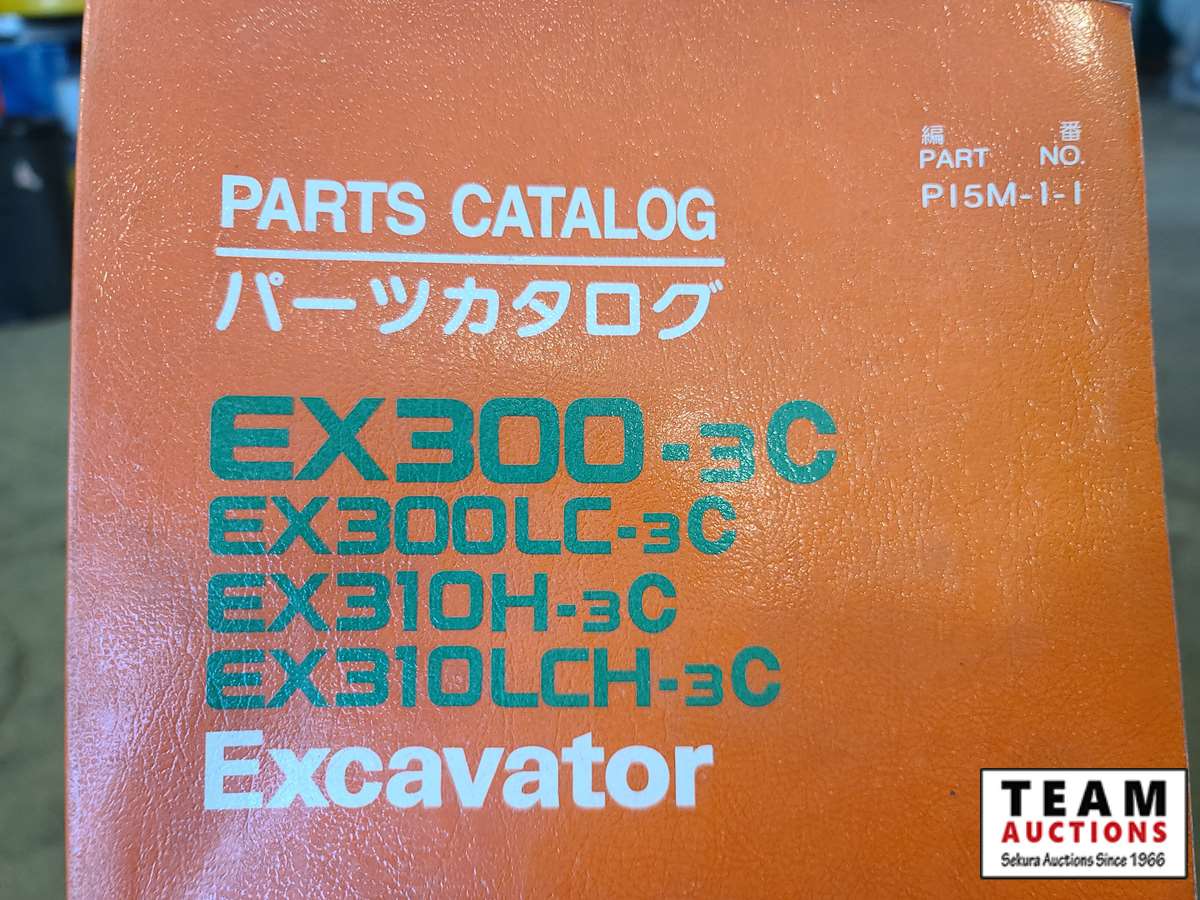 編 番
PART NO.
P15M-1-1
PARTS CATALOG
パーツカタログ
EX300-3C
EX300LC-3C
EX310H-3C
EX310LCH-3C
Excavator
TEAM
AUCTIONS
Sekura Auctions Since 1966